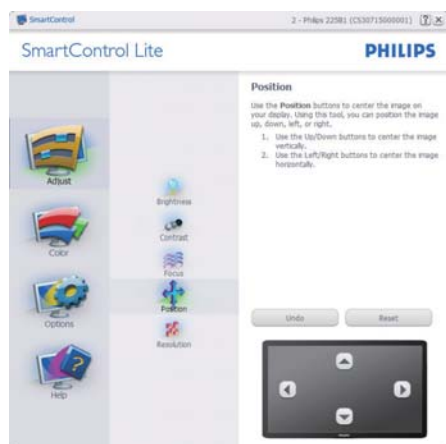 SmartControl
2 - Philips 225B1 (CS30715000001)
SmartControl Lite
PHILIPS
Adjust
Color
Options
Help
Brightness
Contrast
Focus
Position
Resolution
Position
Use the Position buttons to center the image on
your display. Using this tool, you can position the image
up, down, left, or right.
1. Use the Up/Down buttons to center the image
vertically.
2. Use the Left/Right buttons to center the image
horizontally.
Undo
Reset